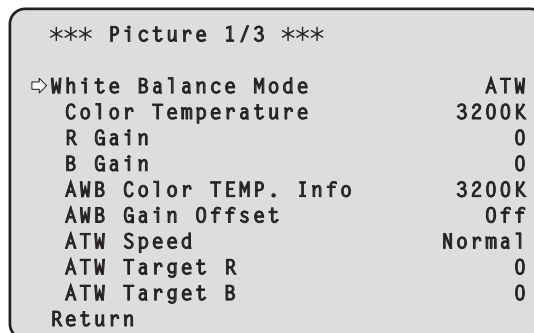 *** Picture 1/3 ***
⇨White Balance Mode ATW
Color Temperature 3200K
R Gain 0
B Gain 0
AWB Color TEMP. Info 3200K
AWB Gain Offset Off
ATW Speed Normal
ATW Target R 0
ATW Target B 0
Return